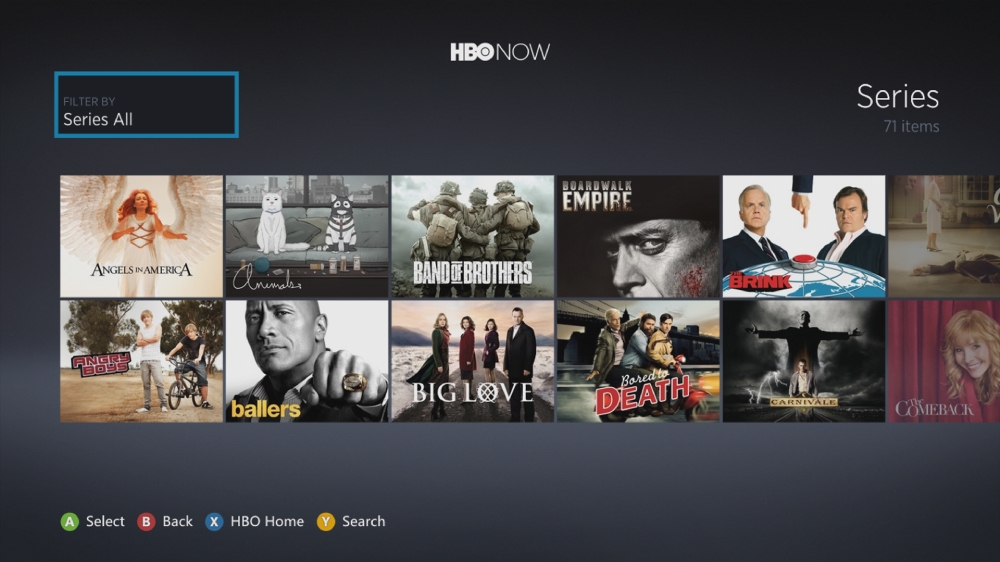 HBO NOW
FILTER BY
Series All
Series
71 items
ANGELS IN AMERICA
Animals.
BAND OF BROTHERS
BOARDWALK
EMPIRE
THE
BRINK
ANGRY
BOYS
ballers
BIG LOVE
Bored to
DEATH
CARNIVÀLE
The
COMEBACK
A Select B Back X HBO Home Y Search